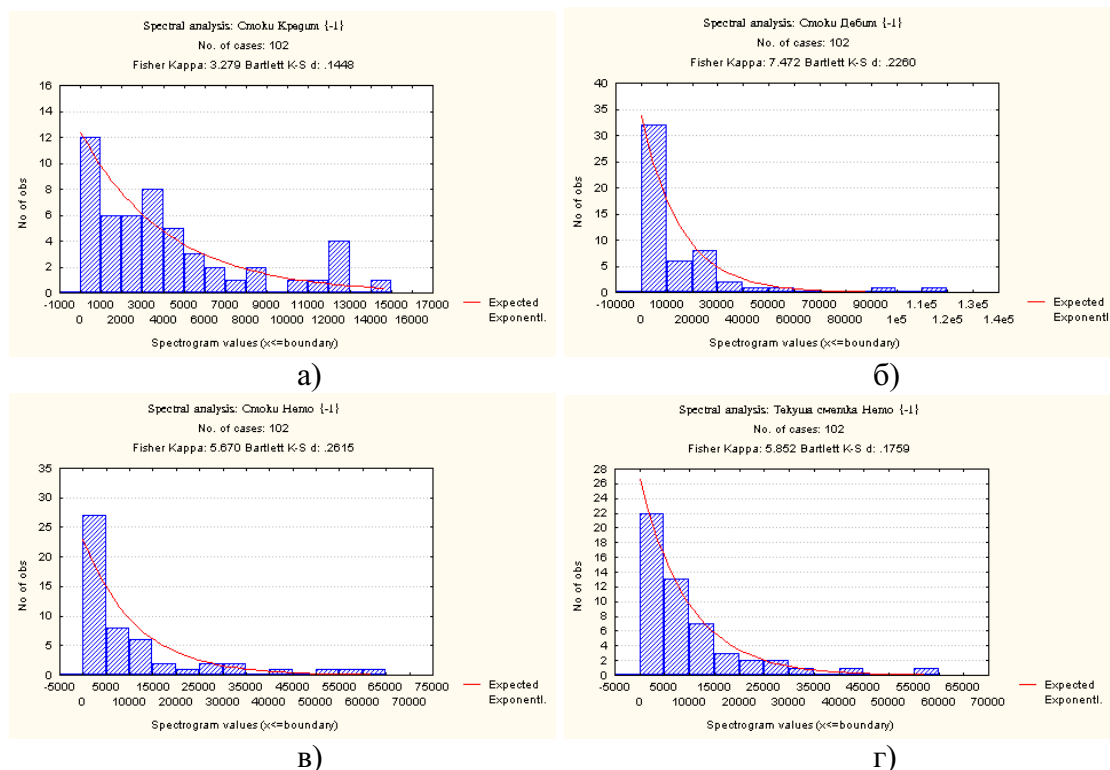 Spectral analysis: Стоки Кредит {-1}
No. of cases: 102
Fisher Kappa: 3.279 Bartlett K-S d: .1448
16
14
12
10
8
6
4
2
0
No of obs
-1000 1000 3000 5000 7000 9000 11000 13000 15000 17000
0 2000 4000 6000 8000 10000 12000 14000 16000
Spectrogram values (x<=boundary)
Expected
Exponentl.
а)
Spectral analysis: Стоки Дебит {-1}
No. of cases: 102
Fisher Kappa: 7.472 Bartlett K-S d: .2260
40
35
30
25
20
15
10
5
0
No of obs
-10000 10000 30000 50000 70000 90000 1.1e5 1.3e5
0 20000 40000 60000 80000 1e5 1.2e5 1.4e5
Spectrogram values (x<=boundary)
Expected
Exponentl.
б)
Spectral analysis: Стоки Нето {-1}
No. of cases: 102
Fisher Kappa: 5.670 Bartlett K-S d: .2615
35
30
25
20
15
10
5
0
No of obs
-5000 5000 15000 25000 35000 45000 55000 65000 75000
0 10000 20000 30000 40000 50000 60000 70000
Spectrogram values (x<=boundary)
Expected
Exponentl.
в)
Spectral analysis: Текуща сметка Нето {-1}
No. of cases: 102
Fisher Kappa: 5.852 Bartlett K-S d: .1759
28
26
24
22
20
18
16
14
12
10
8
6
4
2
0
No of obs
-5000 5000 15000 25000 35000 45000 55000 65000
0 10000 20000 30000 40000 50000 60000 70000
Spectrogram values (x<=boundary)
Expected
Exponentl.
г)